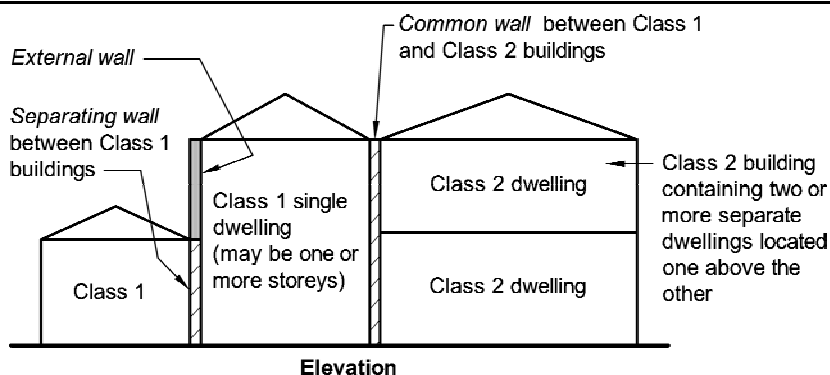 Common wall between Class 1
and Class 2 buildings
External wall
Separating wall
between Class 1
buildings
Class 1 single
dwelling
(may be one or
more storeys)
Class 1
Class 2 dwelling
Class 2 dwelling
Class 2 building
containing two or
more separate
dwellings located
one above the
other
Elevation